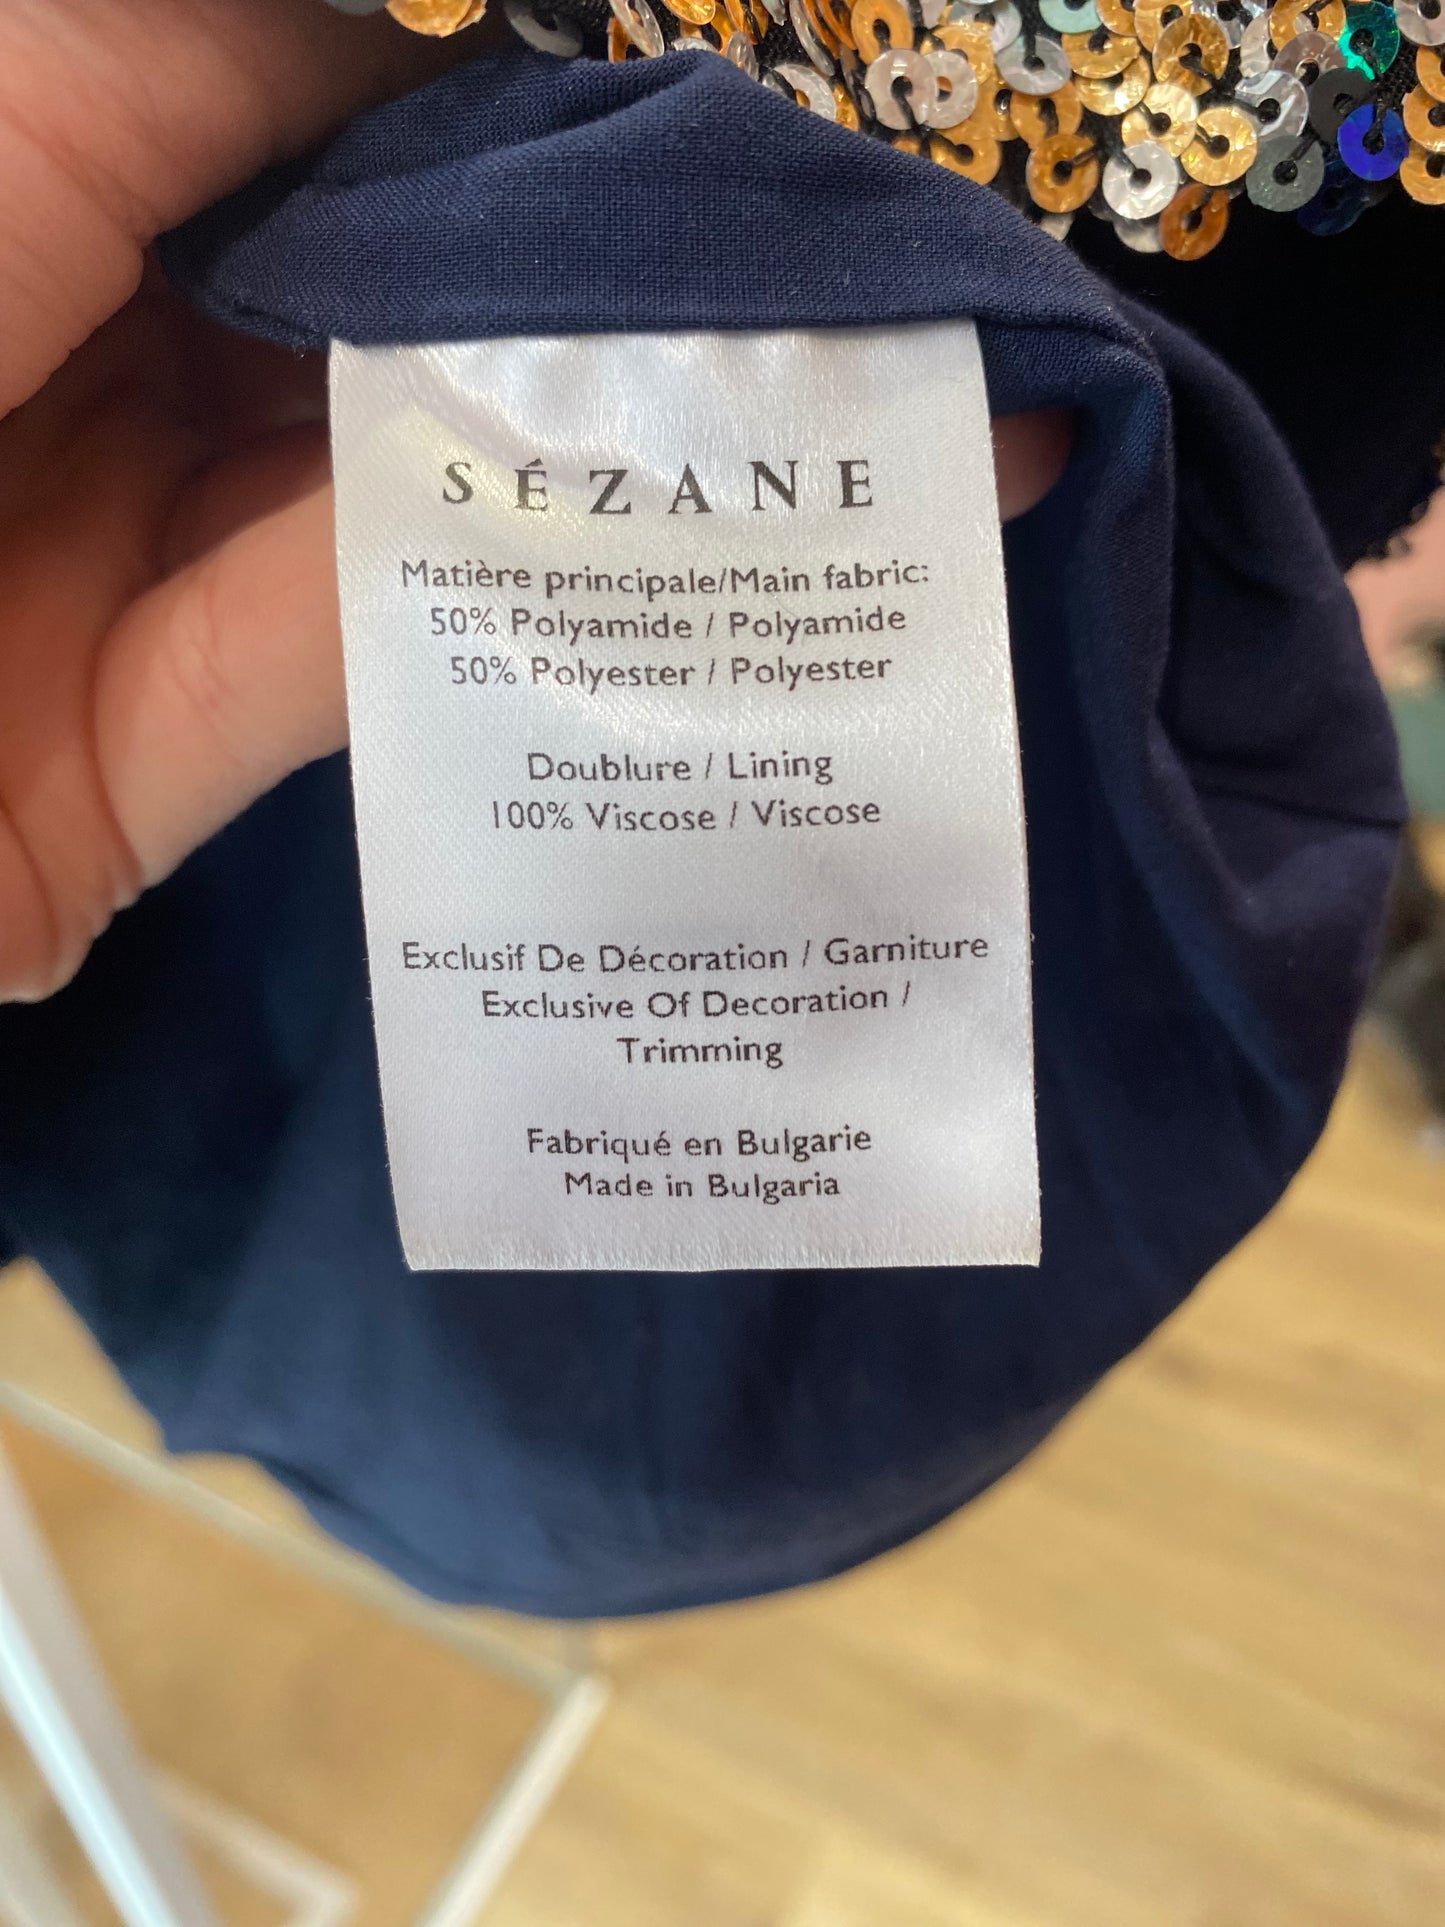 SÉZANE
Matière principale/Main fabric:
50% Polyamide / Polyamide
50% Polyester / Polyester
Doublure / Lining
100% Viscose / Viscose
Exclusif De Décoration / Garniture
Exclusive Of Decoration /
Trimming
Fabriqué en Bulgarie
Made in Bulgaria